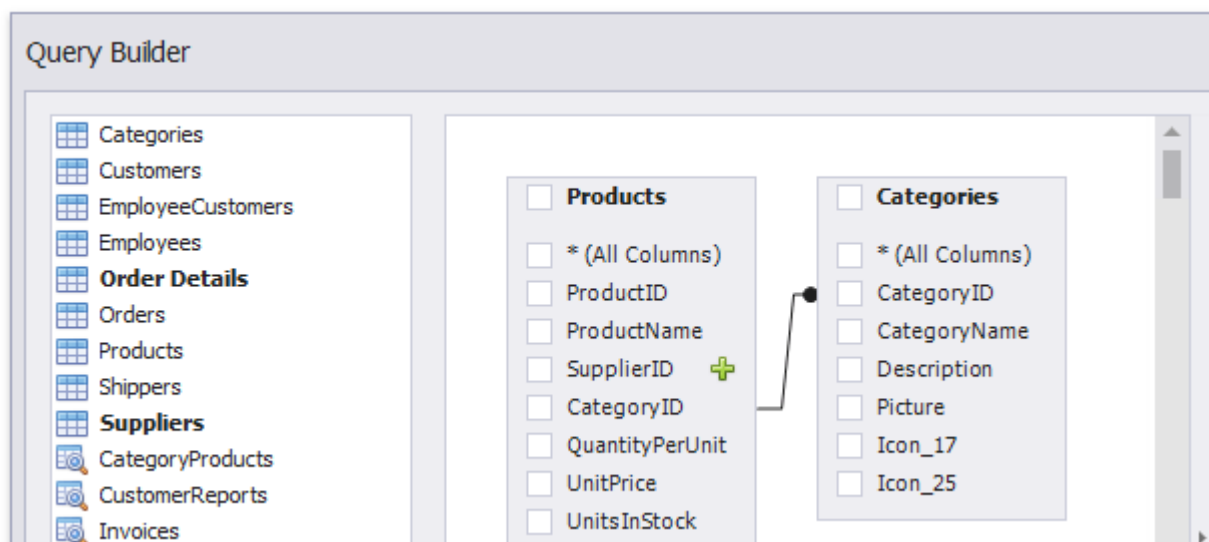 Query Builder
Categories
Customers
EmployeeCustomers
Employees
Order Details
Orders
Products
Shippers
Suppliers
CategoryProducts
CustomerReports
Invoices
Products
* (All Columns)
ProductID
ProductName
SupplierID
CategoryID
QuantityPerUnit
UnitPrice
UnitsInStock
Categories
* (All Columns)
CategoryID
CategoryName
Description
Picture
Icon_17
Icon_25